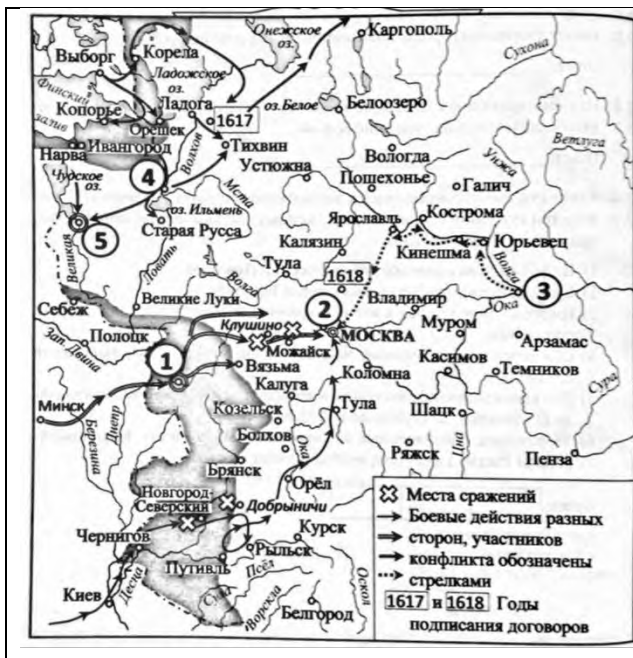 Онежское оз.
Каргополь
Выборг
Корела
Ладожское оз.
Сухона
Финский залив
Ладога
1617
оз.Белое
Белоозеро
Копорье
Орешек
Волхов
Тихвин
Ветлуга
Унжа
Нарва
Ивангород
Вологда
Устюжна
Пошехонье
Галич
Чудское оз.
4
Мста
оз. Ильмень
Старая Русса
Ярославль
Кострома
5
Великая
Ловать
Калязин
Кинешма
Юрьевец
Волга
Тула
1618
Волга
3
Ока
Себеж
Великие Луки
2
Владимир
Клушино
МОСКВА
Муром
Полоцк
1
Можайск
Арзамас
Зап. Двина
Вязьма
Коломна
Касимов
Темников
Калуга
Сура
Минск
Днепр
Березина
Козельск
Тула
Шацк
Цна
Болхов
Ока
Ряжск
Пенза
Брянск
Орёл
Новгород-
Северский
Добрыничи
Чернигов
Курск
Рыльск
Путивль
Десна
Сула
Псёл
Оскол
Киев
Ворскла
Белгород
Места сражений
Боевые действия разных
сторон, участников
конфликта обозначены
стрелками
1617 и 1618 Годы
подписания договоров